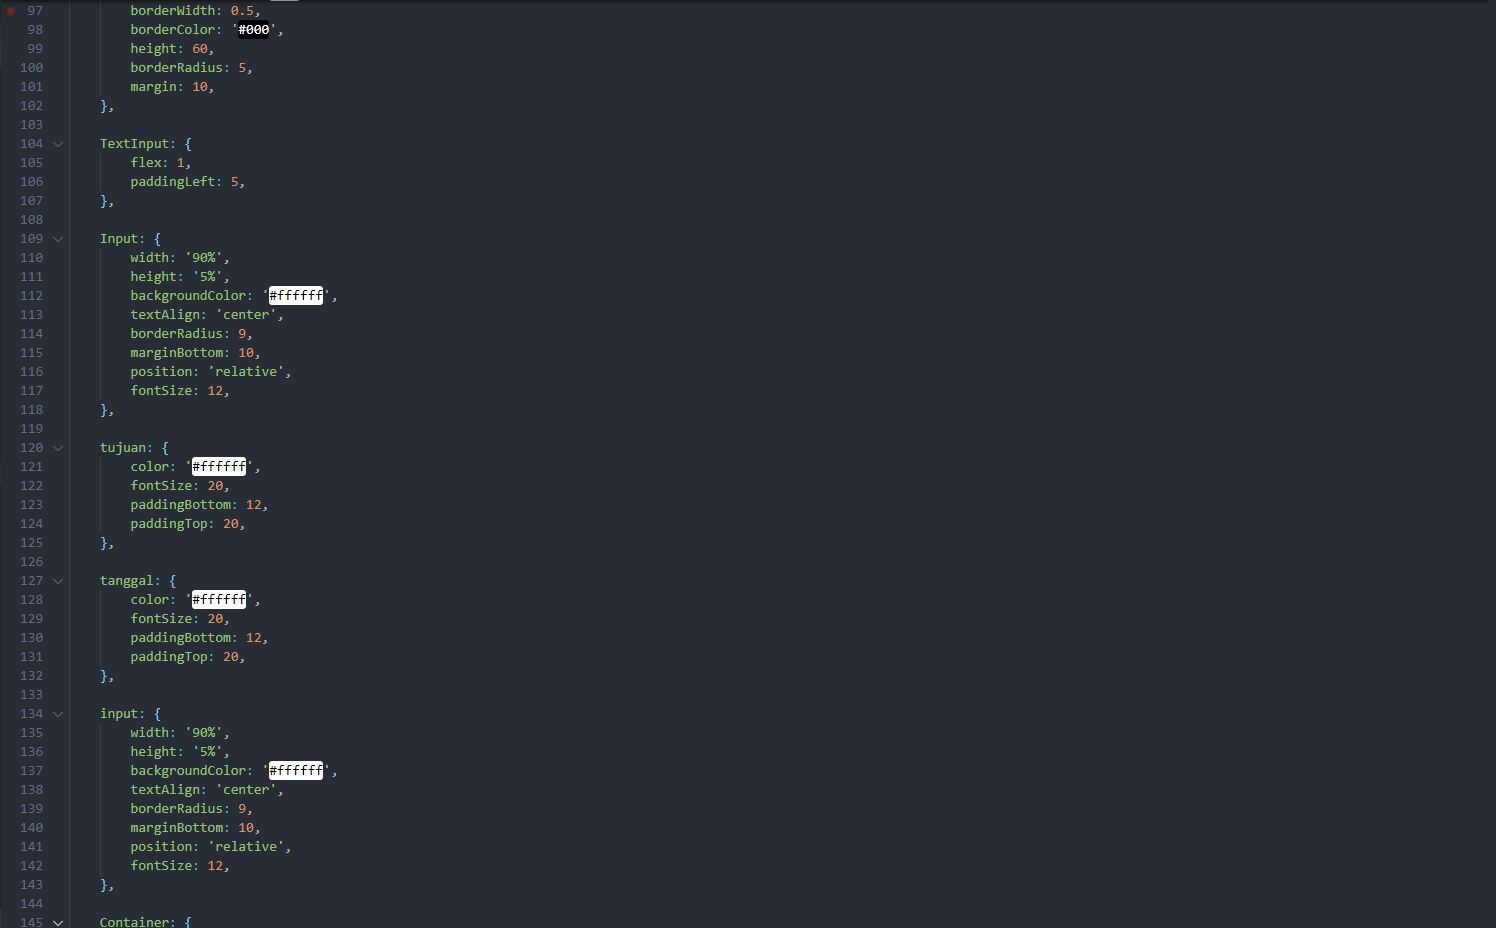 97 borderWidth: 0.5,
98 borderColor: '#000',
99 height: 60,
100 borderRadius: 5,
101 margin: 10,
102 },
103
104 TextInput: {
105 flex: 1,
106 paddingLeft: 5,
107 },
108
109 Input: {
110 width: '90%',
111 height: '5%',
112 backgroundColor: '#ffffff',
113 textAlign: 'center',
114 borderRadius: 9,
115 marginBottom: 10,
116 position: 'relative',
117 fontSize: 12,
118 },
119
120 tujuan: {
121 color: '#ffffff',
122 fontSize: 20,
123 paddingBottom: 12,
124 paddingTop: 20,
125 },
126
127 tanggal: {
128 color: '#ffffff',
129 fontSize: 20,
130 paddingBottom: 12,
131 paddingTop: 20,
132 },
133
134 input: {
135 width: '90%',
136 height: '5%',
137 backgroundColor: '#ffffff',
138 textAlign: 'center',
139 borderRadius: 9,
140 marginBottom: 10,
141 position: 'relative',
142 fontSize: 12,
143 },
144
145 Container: {